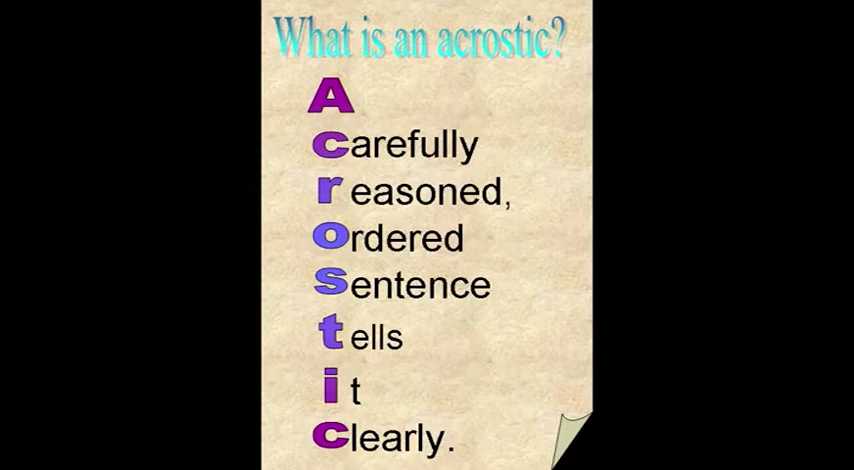 What is an acrostic?
A
carefully
reasoned,
ordered
sentence
tells
it
clearly.